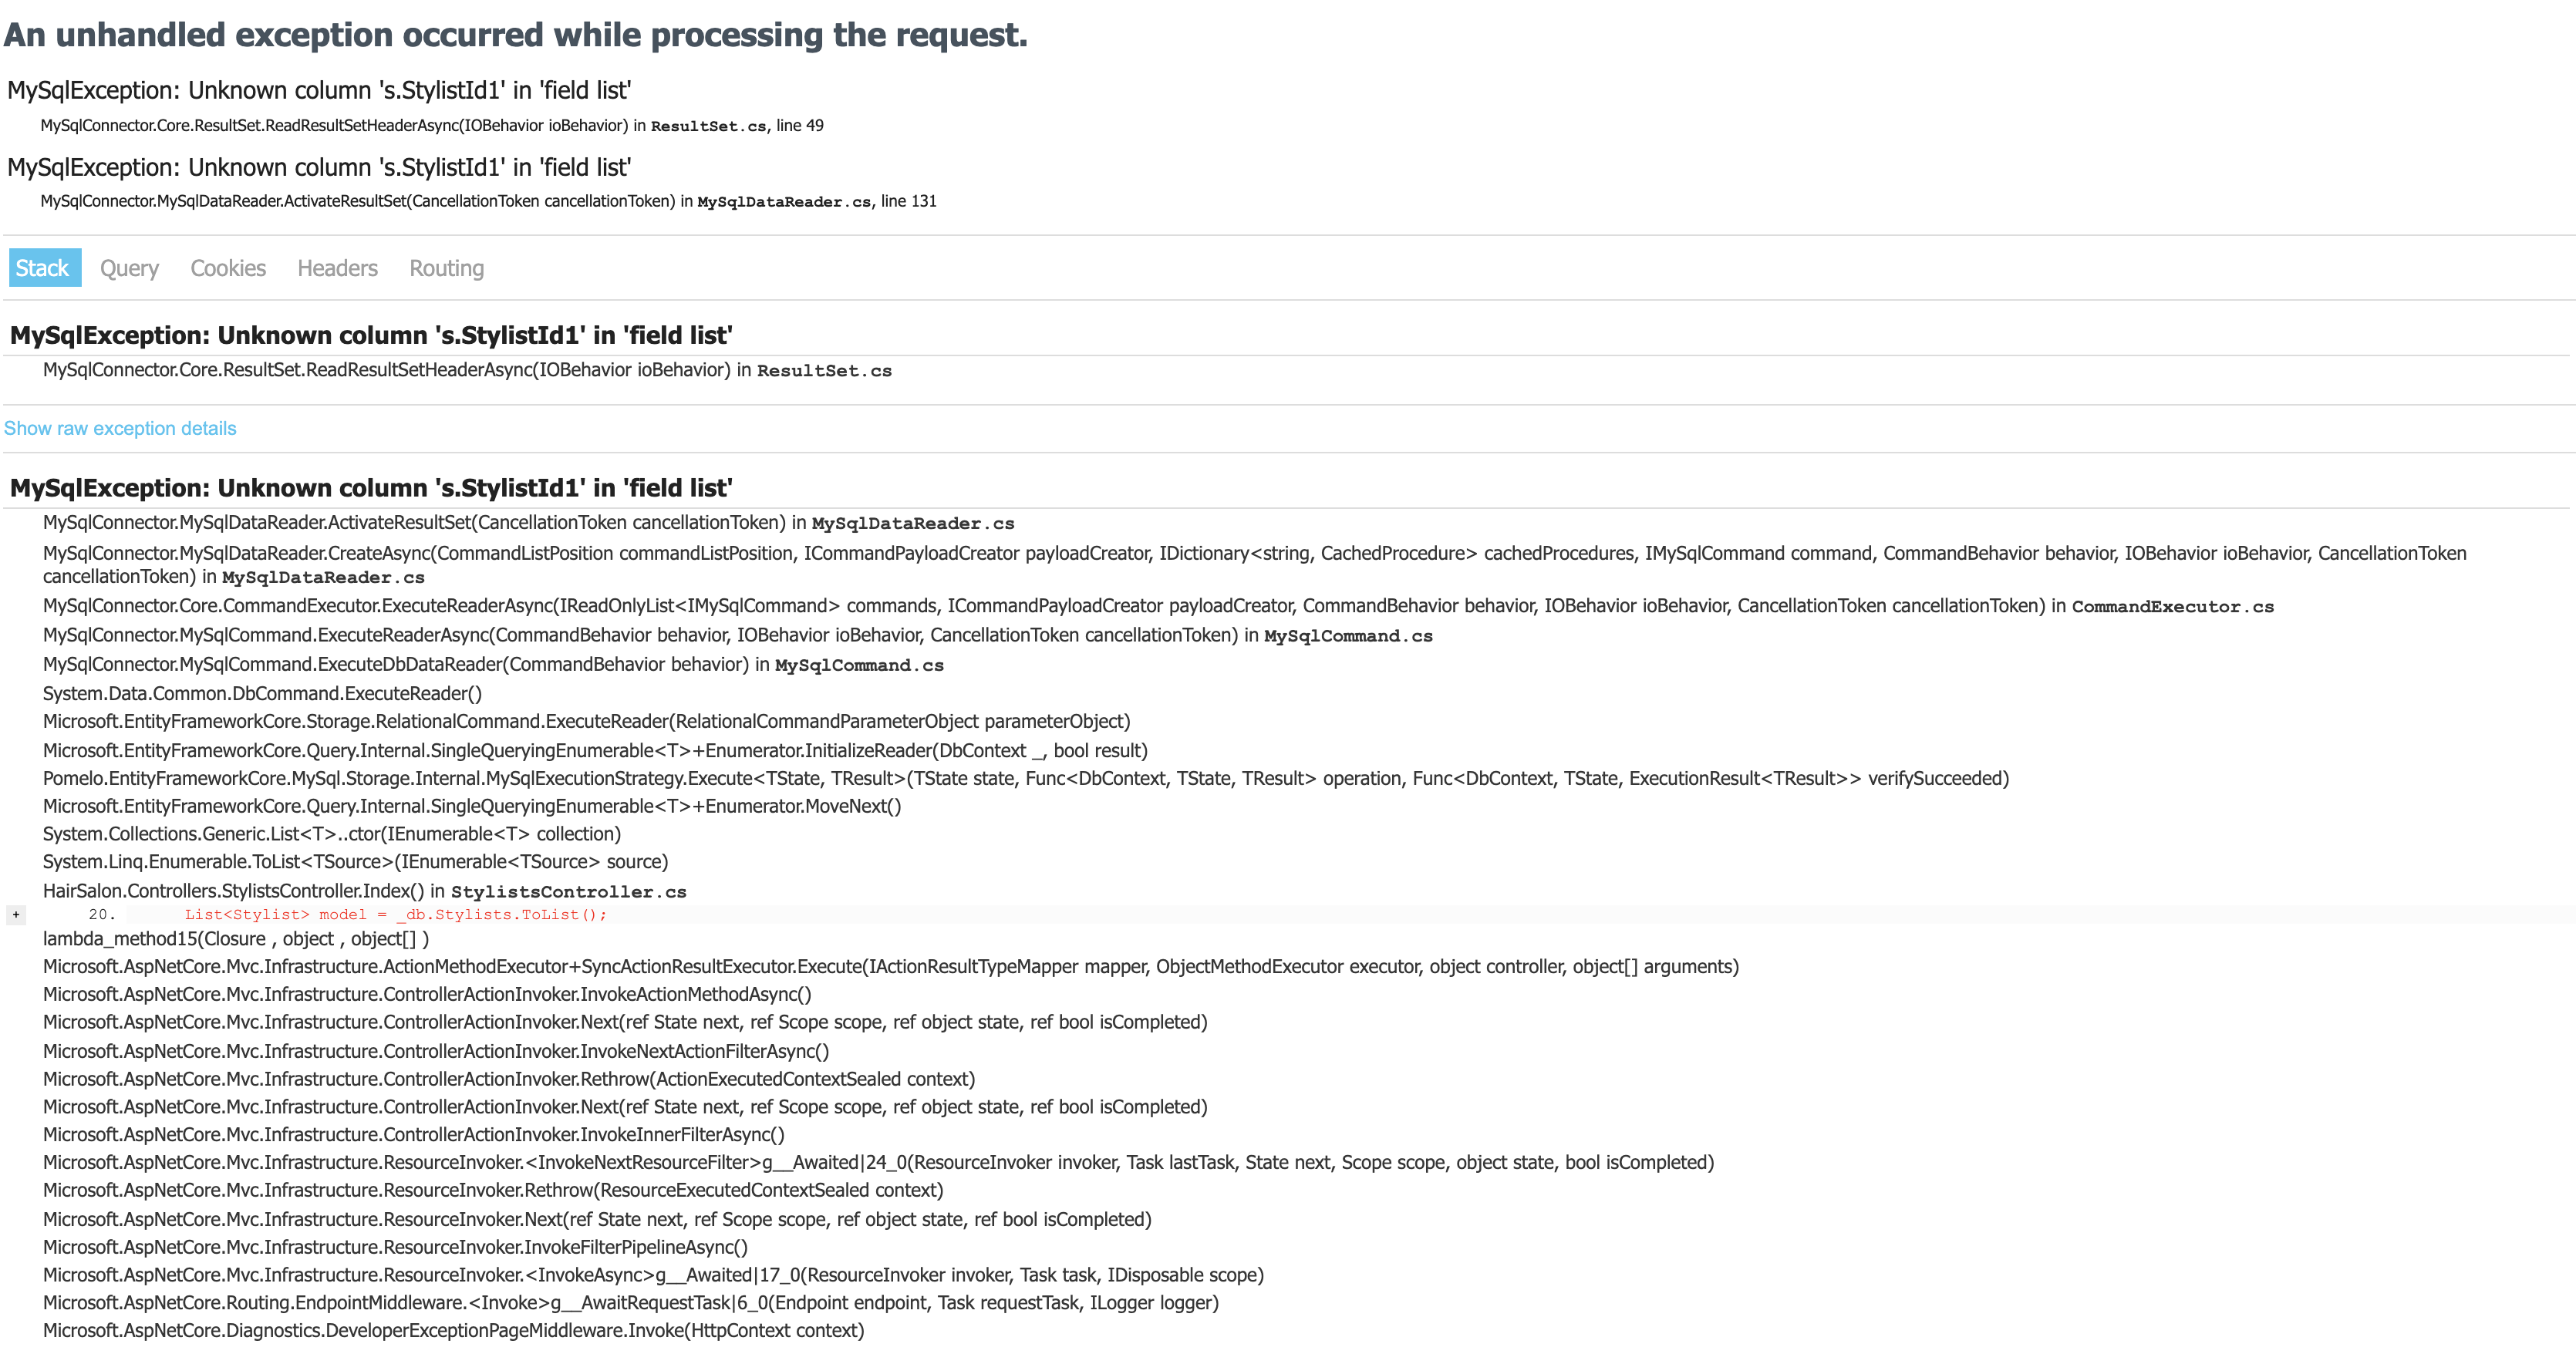 An unhandled exception occurred while processing the request.
MySqlException: Unknown column 's.StylistId1' in 'field list'
MySqlConnector.Core.ResultSet.ReadResultSetHeaderAsync(IOBehavior ioBehavior) in ResultSet.cs, line 49
MySqlException: Unknown column 's.StylistId1' in 'field list'
MySqlConnector.MySqlDataReader.ActivateResultSet(CancellationToken cancellationToken) in MySqlDataReader.cs, line 131
Stack Query Cookies Headers Routing
MySqlException: Unknown column 's.StylistId1' in 'field list'
MySqlConnector.Core.ResultSet.ReadResultSetHeaderAsync(IOBehavior ioBehavior) in ResultSet.cs
Show raw exception details
MySqlException: Unknown column 's.StylistId1' in 'field list'
MySqlConnector.MySqlDataReader.ActivateResultSet(CancellationToken cancellationToken) in MySqlDataReader.cs
MySqlConnector.MySqlDataReader.CreateAsync(CommandListPosition commandListPosition, ICommandPayloadCreator payloadCreator, IDictionary<string, CachedProcedure> cachedProcedures, IMySqlCommand command, CommandBehavior behavior, IOBehavior ioBehavior, CancellationToken
cancellationToken) in MySqlDataReader.cs
MySqlConnector.Core.CommandExecutor.ExecuteReaderAsync(IReadOnlyList<IMySqlCommand> commands, ICommandPayloadCreator payloadCreator, CommandBehavior behavior, IOBehavior ioBehavior, CancellationToken cancellationToken) in CommandExecutor.cs
MySqlConnector.MySqlCommand.ExecuteReaderAsync(CommandBehavior behavior, IOBehavior ioBehavior, CancellationToken cancellationToken) in MySqlCommand.cs
MySqlConnector.MySqlCommand.ExecuteDbDataReader(CommandBehavior behavior) in MySqlCommand.cs
System.Data.Common.DbCommand.ExecuteReader()
Microsoft.EntityFrameworkCore.Storage.RelationalCommand.ExecuteReader(RelationalCommandParameterObject parameterObject)
Microsoft.EntityFrameworkCore.Query.Internal.SingleQueryingEnumerable<T>+Enumerator.InitializeReader(DbContext _, bool result)
Pomelo.EntityFrameworkCore.MySql.Storage.Internal.MySqlExecutionStrategy.Execute<TState, TResult>(TState state, Func<DbContext, TState, TResult> operation, Func<DbContext, TState, ExecutionResult<TResult>> verifySucceeded)
Microsoft.EntityFrameworkCore.Query.Internal.SingleQueryingEnumerable<T>+Enumerator.MoveNext()
System.Collections.Generic.List<T>..ctor(IEnumerable<T> collection)
System.Linq.Enumerable.ToList<TSource>(IEnumerable<TSource> source)
HairSalon.Controllers.StylistsController.Index() in StylistsController.cs
+ 20. List<Stylist> model = _db.Stylists.ToList();
lambda_method15(Closure , object , object[] )
Microsoft.AspNetCore.Mvc.Infrastructure.ActionMethodExecutor+SyncActionResultExecutor.Execute(IActionResultTypeMapper mapper, ObjectMethodExecutor executor, object controller, object[] arguments)
Microsoft.AspNetCore.Mvc.Infrastructure.ControllerActionInvoker.InvokeActionMethodAsync()
Microsoft.AspNetCore.Mvc.Infrastructure.ControllerActionInvoker.Next(ref State next, ref Scope scope, ref object state, ref bool isCompleted)
Microsoft.AspNetCore.Mvc.Infrastructure.ControllerActionInvoker.InvokeNextActionFilterAsync()
Microsoft.AspNetCore.Mvc.Infrastructure.ControllerActionInvoker.Rethrow(ActionExecutedContextSealed context)
Microsoft.AspNetCore.Mvc.Infrastructure.ControllerActionInvoker.Next(ref State next, ref Scope scope, ref object state, ref bool isCompleted)
Microsoft.AspNetCore.Mvc.Infrastructure.ControllerActionInvoker.InvokeInnerFilterAsync()
Microsoft.AspNetCore.Mvc.Infrastructure.ResourceInvoker.<InvokeNextResourceFilter>g__Awaited|24_0(ResourceInvoker invoker, Task lastTask, State next, Scope scope, object state, bool isCompleted)
Microsoft.AspNetCore.Mvc.Infrastructure.ResourceInvoker.Rethrow(ResourceExecutedContextSealed context)
Microsoft.AspNetCore.Mvc.Infrastructure.ResourceInvoker.Next(ref State next, ref Scope scope, ref object state, ref bool isCompleted)
Microsoft.AspNetCore.Mvc.Infrastructure.ResourceInvoker.InvokeFilterPipelineAsync()
Microsoft.AspNetCore.Mvc.Infrastructure.ResourceInvoker.<InvokeAsync>g__Awaited|17_0(ResourceInvoker invoker, Task task, IDisposable scope)
Microsoft.AspNetCore.Routing.EndpointMiddleware.<Invoke>g__AwaitRequestTask|6_0(Endpoint endpoint, Task requestTask, ILogger logger)
Microsoft.AspNetCore.Diagnostics.DeveloperExceptionPageMiddleware.Invoke(HttpContext context)